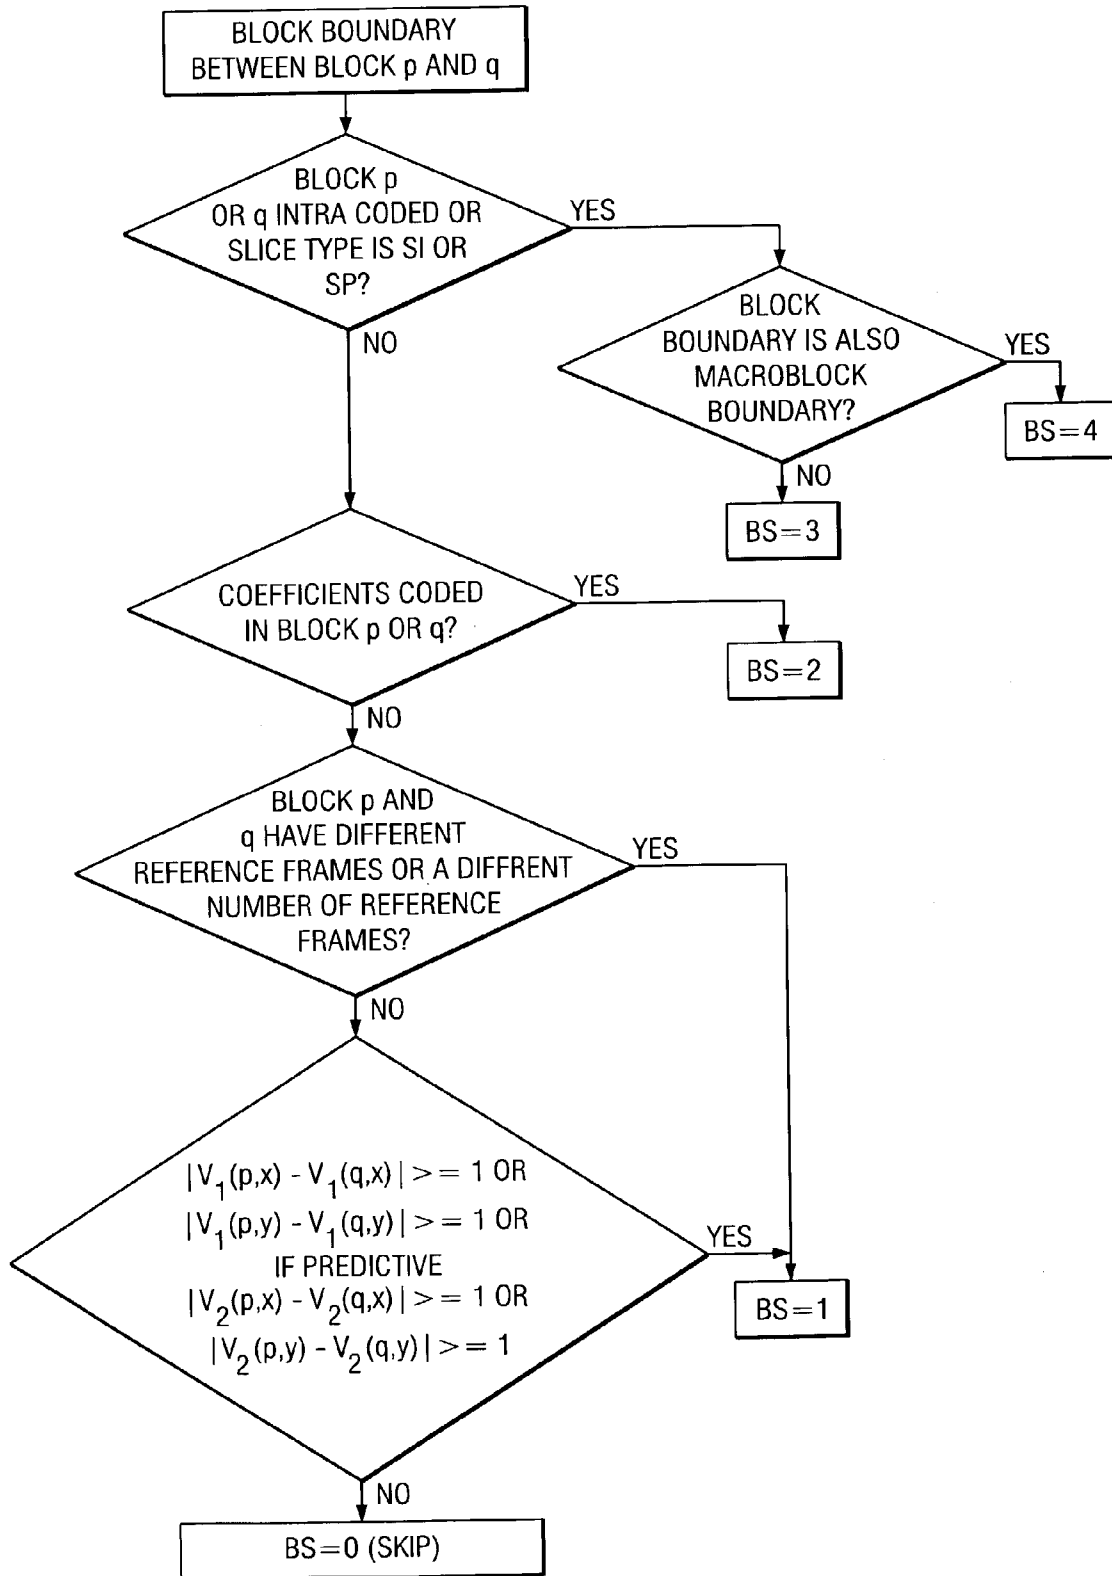 BLOCK BOUNDARY
BETWEEN BLOCK p AND q
BLOCK p
OR q INTRA CODED OR
SLICE TYPE IS SI OR
SP?
YES
NO
BLOCK
BOUNDARY IS ALSO
MACROBLOCK
BOUNDARY?
YES
BS=4
NO
BS=3
COEFFICIENTS CODED
IN BLOCK p OR q?
YES
BS=2
NO
BLOCK p AND
q HAVE DIFFERENT
REFERENCE FRAMES OR A DIFFRENT
NUMBER OF REFERENCE
FRAMES?
YES
NO
|V₁(p,x) - V₁(q,x)| >= 1 OR
|V₁(p,y) - V₁(q,y)| >= 1 OR
IF PREDICTIVE
|V₂(p,x) - V₂(q,x)| >= 1 OR
|V₂(p,y) - V₂(q,y)| >= 1
YES
BS=1
NO
BS=0 (SKIP)